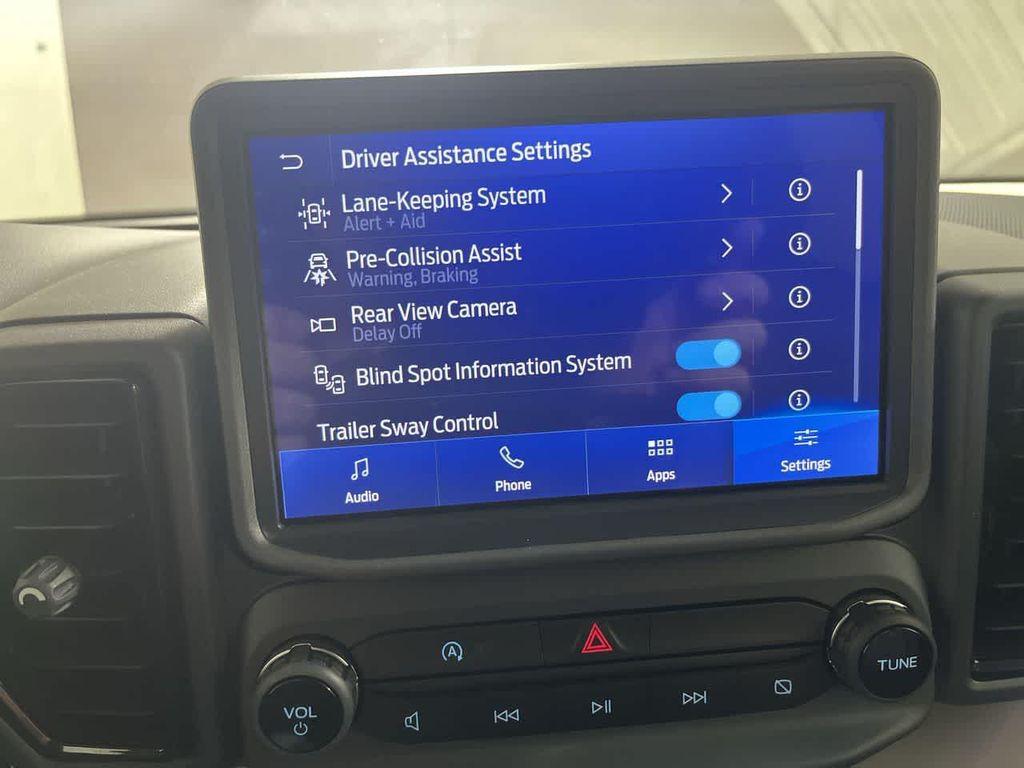 Driver Assistance Settings
Lane-Keeping System
Alert + Aid
Pre-Collision Assist
Warning, Braking
Rear View Camera
Delay Off
Blind Spot Information System
Trailer Sway Control
Audio
Phone
Apps
Settings
A
VOL
TUNE